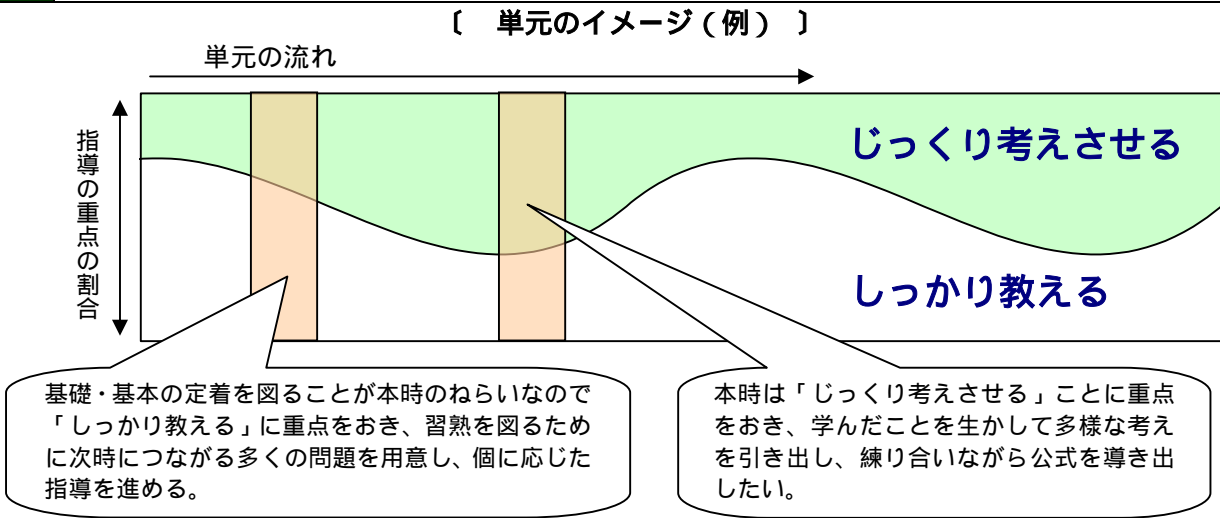 〔　単元のイメージ（例）　〕
単元の流れ
指導の重点の割合
じっくり考えさせる
しっかり教える
基礎・基本の定着を図ることが本時のねらいなので
「しっかり教える」に重点をおき、習熟を図るため
に次時につながる多くの問題を用意し、個に応じた
指導を進める。
本時は「じっくり考えさせる」ことに重点
をおき、学んだことを生かして多様な考え
を引き出し、練り合いながら公式を導き出
したい。